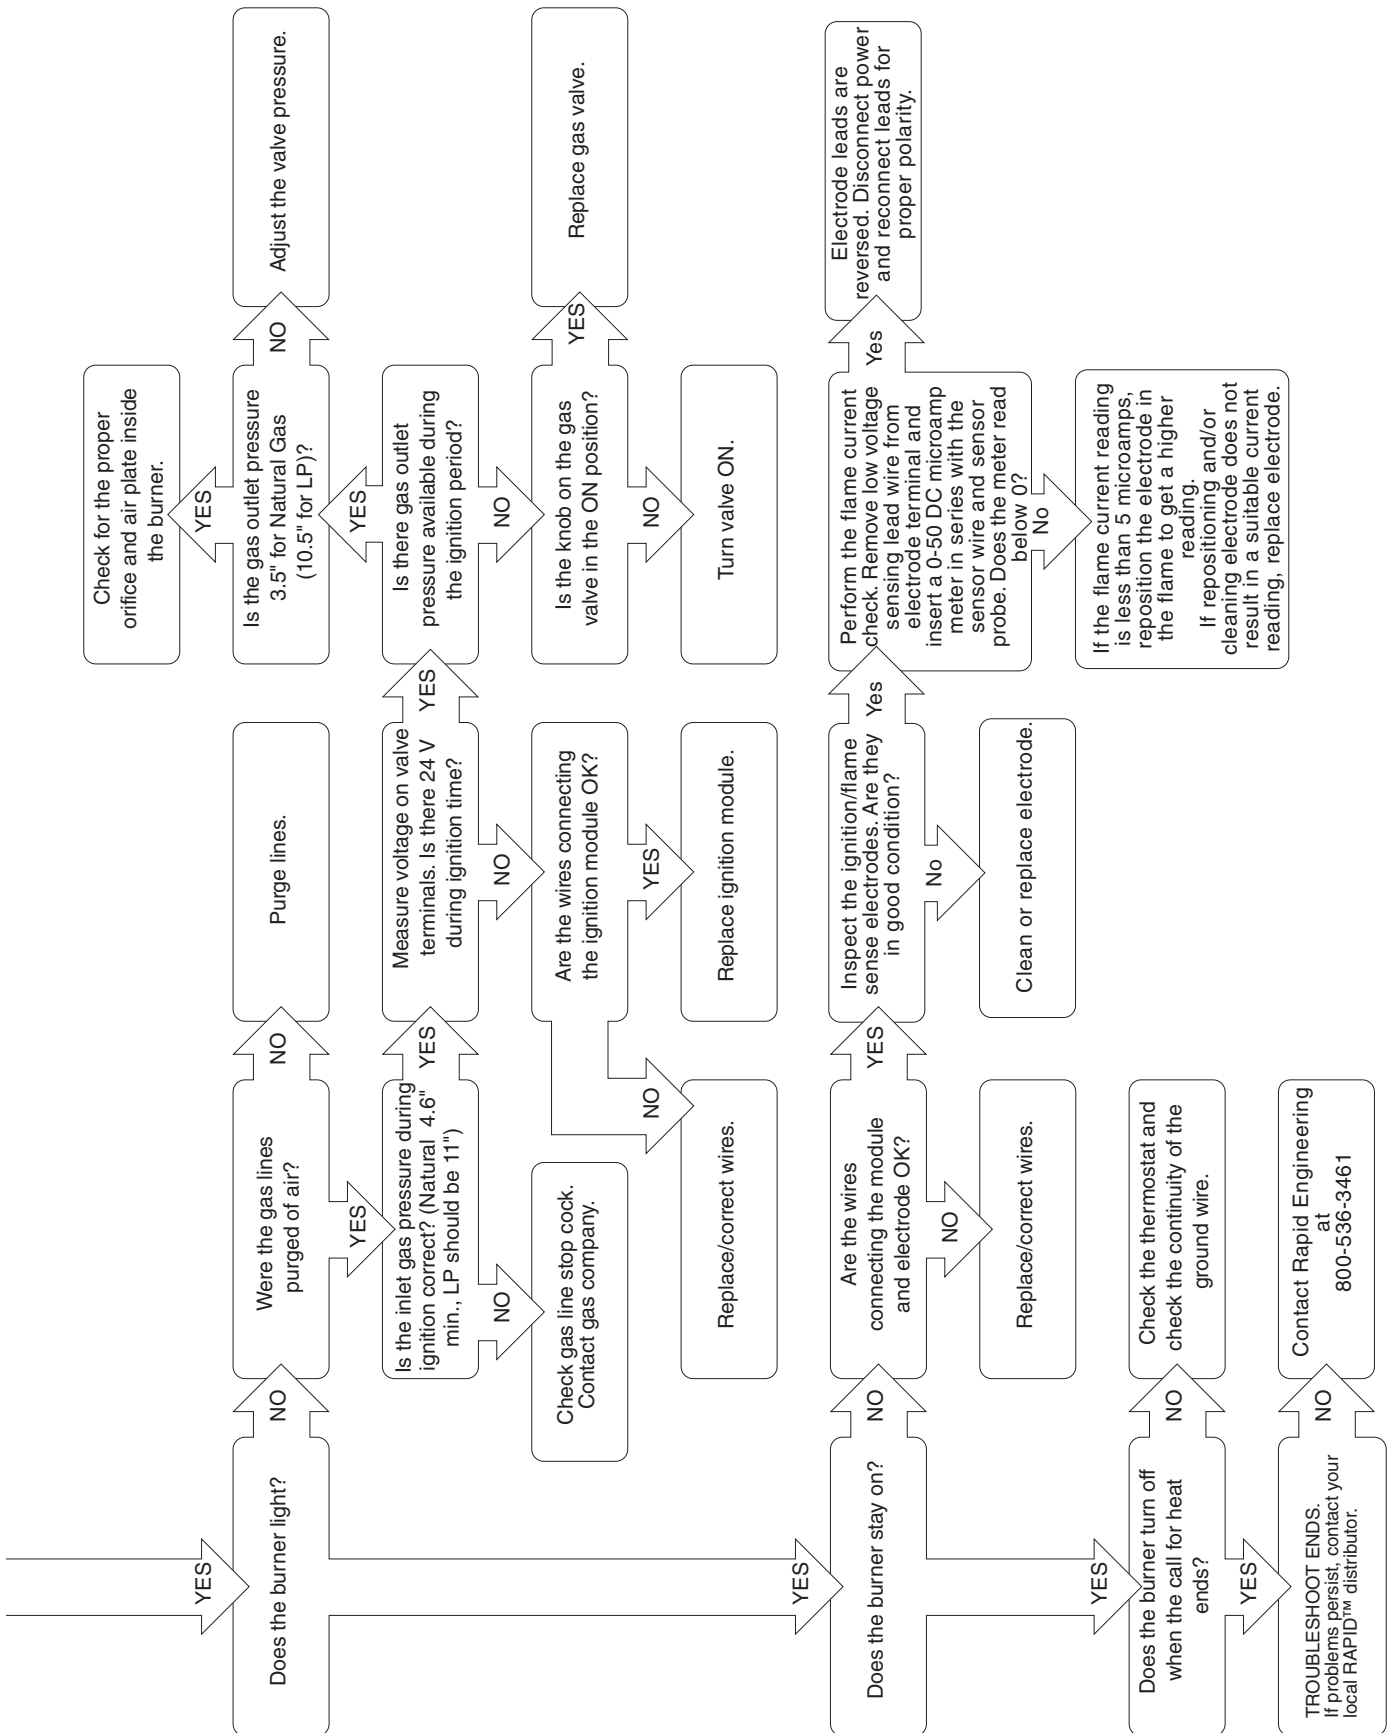 YES
Does the burner light?
NO
Were the gas lines
purged of air?
NO
Purge lines.
YES
Is the inlet gas pressure during
ignition correct? (Natural 4.6"
min., LP should be 11")
NO
Check gas line stop cock.
Contact gas company.
YES
Measure voltage on valve
terminals. Is there 24 V
during ignition time?
NO
Are the wires connecting
the ignition module OK?
NO
Replace/correct wires.
YES
Replace ignition module.
YES
Is there gas outlet
pressure available during
the ignition period?
YES
Is the gas outlet pressure
3.5" for Natural Gas
(10.5" for LP)?
YES
Check for the proper
orifice and air plate inside
the burner.
NO
Adjust the valve pressure.
NO
Is the knob on the gas
valve in the ON position?
YES
Replace gas valve.
NO
Turn valve ON.
YES
Does the burner stay on?
NO
Are the wires
connecting the module
and electrode OK?
NO
Replace/correct wires.
YES
Inspect the ignition/flame
sense electrodes. Are they
in good condition?
No
Clean or replace electrode.
Yes
Perform the flame current
check. Remove low voltage
sensing lead wire from
electrode terminal and
insert a 0-50 DC microamp
meter in series with the
sensor wire and sensor
probe. Does the meter read
below 0?
Yes
Electrode leads are
reversed. Disconnect power
and reconnect leads for
proper polarity.
No
If the flame current reading
is less than 5 microamps,
reposition the electrode in
the flame to get a higher
reading.
If repositioning and/or
cleaning electrode does not
result in a suitable current
reading, replace electrode.
YES
Does the burner turn off
when the call for heat
ends?
NO
Check the thermostat and
check the continuity of the
ground wire.
YES
TROUBLESHOOT ENDS.
If problems persist, contact your
local RAPID™ distributor.
NO
Contact Rapid Engineering
at
800-536-3461